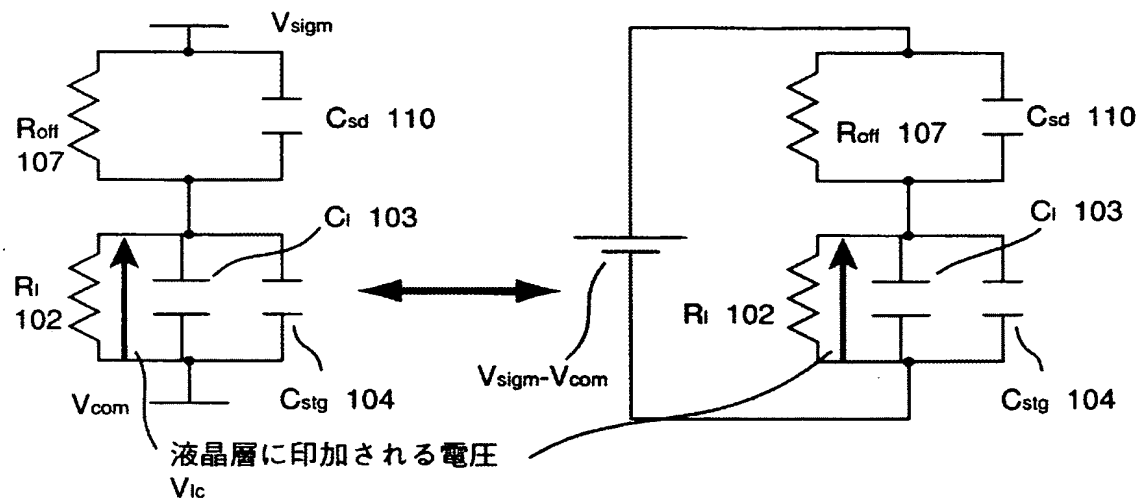 Vsigm
Roff
107
Csd 110
Cl 103
Rl
102
Vcom
Cstg 104
液晶層に印加される電圧
Vlc
Roff 107
Csd 110
Cl 103
Rl 102
Vsigm-Vcom
Cstg 104